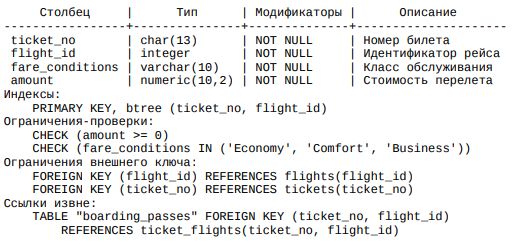 Столбец | Тип | Модификаторы | Описание
-----------------+---------------+--------------+---------------------
ticket_no | char(13) | NOT NULL | Номер билета
flight_id | integer | NOT NULL | Идентификатор рейса
fare_conditions | varchar(10) | NOT NULL | Класс обслуживания
amount | numeric(10,2) | NOT NULL | Стоимость перелета
Индексы:
PRIMARY KEY, btree (ticket_no, flight_id)
Ограничения-проверки:
CHECK (amount >= 0)
CHECK (fare_conditions IN ('Economy', 'Comfort', 'Business'))
Ограничения внешнего ключа:
FOREIGN KEY (flight_id) REFERENCES flights(flight_id)
FOREIGN KEY (ticket_no) REFERENCES tickets(ticket_no)
Ссылки извне:
TABLE "boarding_passes" FOREIGN KEY (ticket_no, flight_id)
REFERENCES ticket_flights(ticket_no, flight_id)